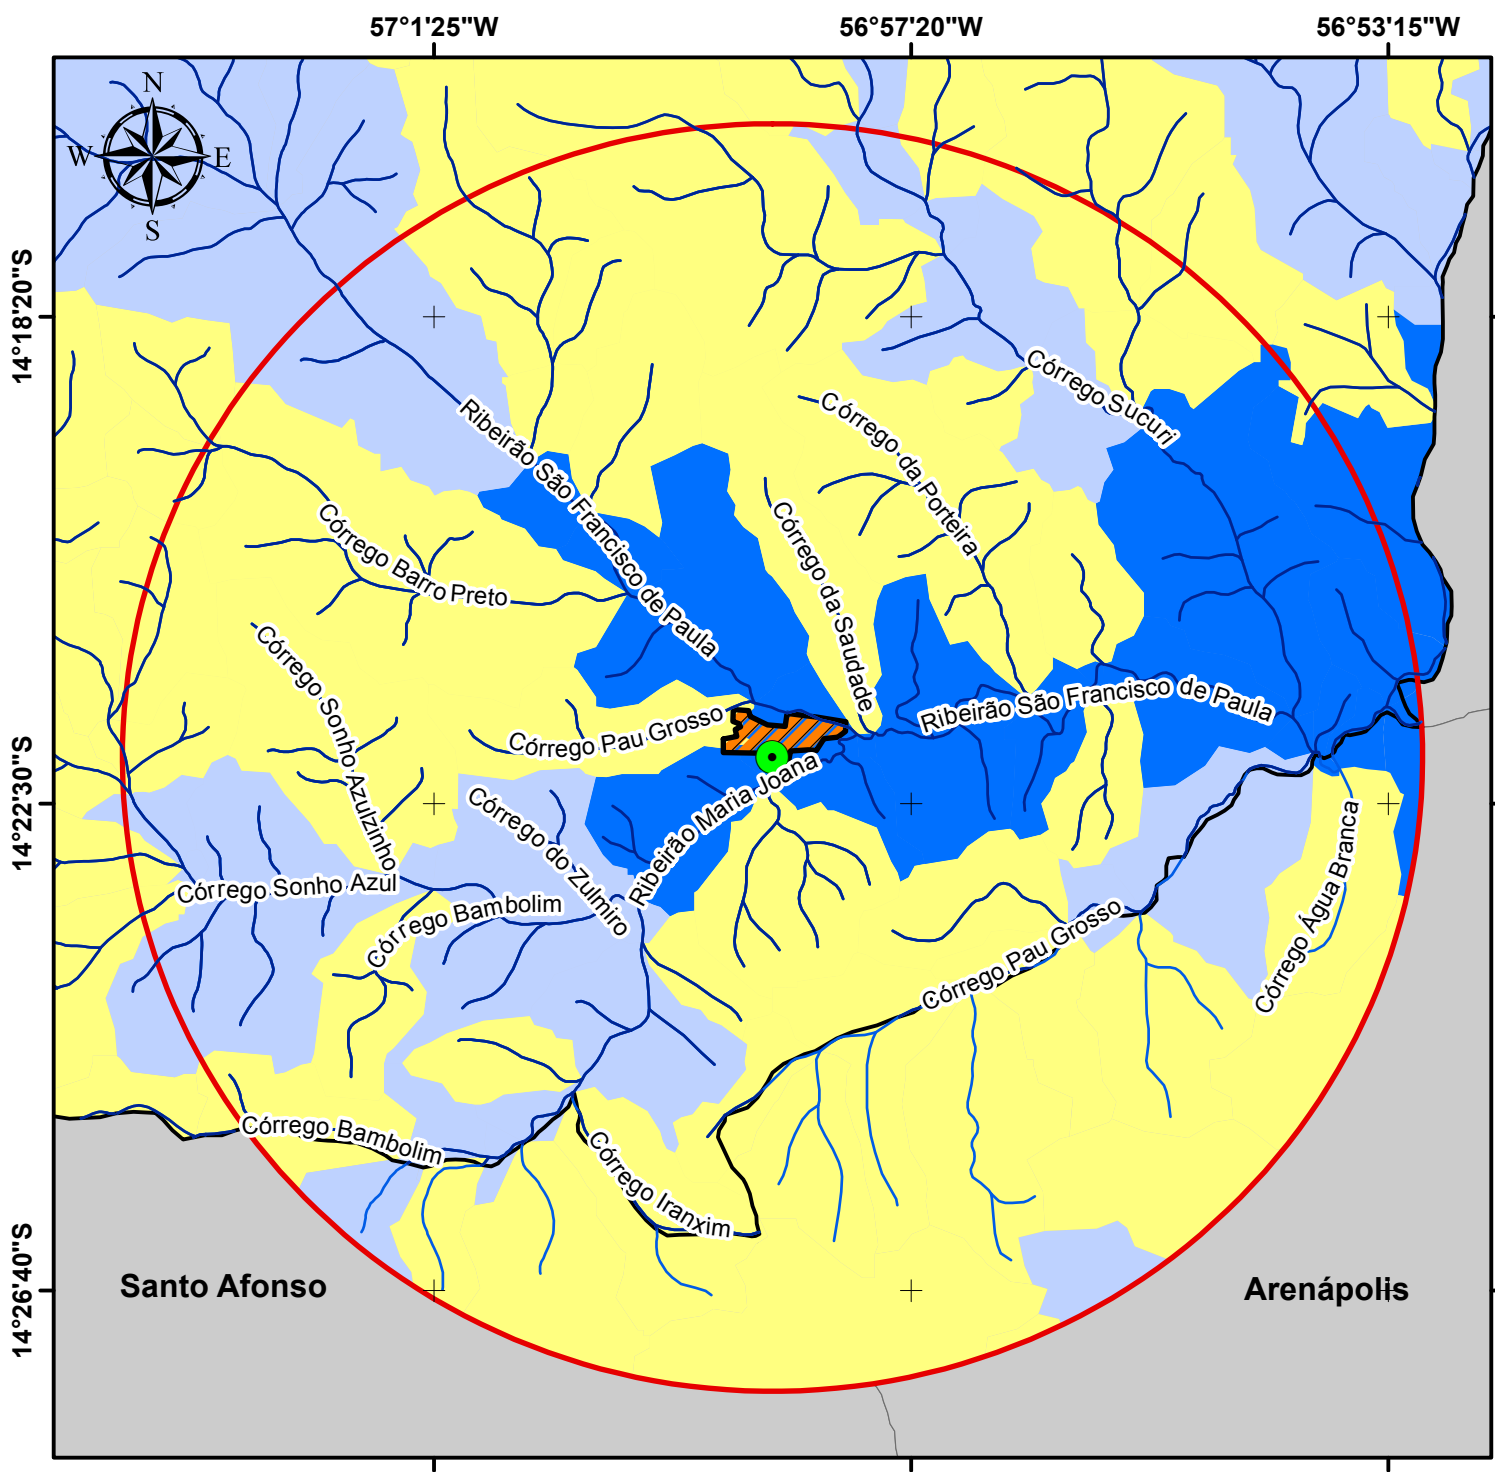 57°1'25"W
56°57'20"W
56°53'15"W
N
W
E
S
14°18'20"S
14°22'30"S
14°26'40"S
Córrego Sucuri
Ribeirão São Francisco de Paula
Córrego da Porteira
Córrego da Saudade
Córrego Barro Preto
Córrego Sonho Azulzinho
Ribeirão São Francisco de Paula
Córrego Pau Grosso
Ribeirão Maria Joana
Córrego do Zulmiro
Córrego Sonho Azul
Córrego Bambolim
Córrego Água Branca
Córrego Pau Grosso
Córrego Bambolim
Córrego Iranxim
Santo Afonso
Arenápolis